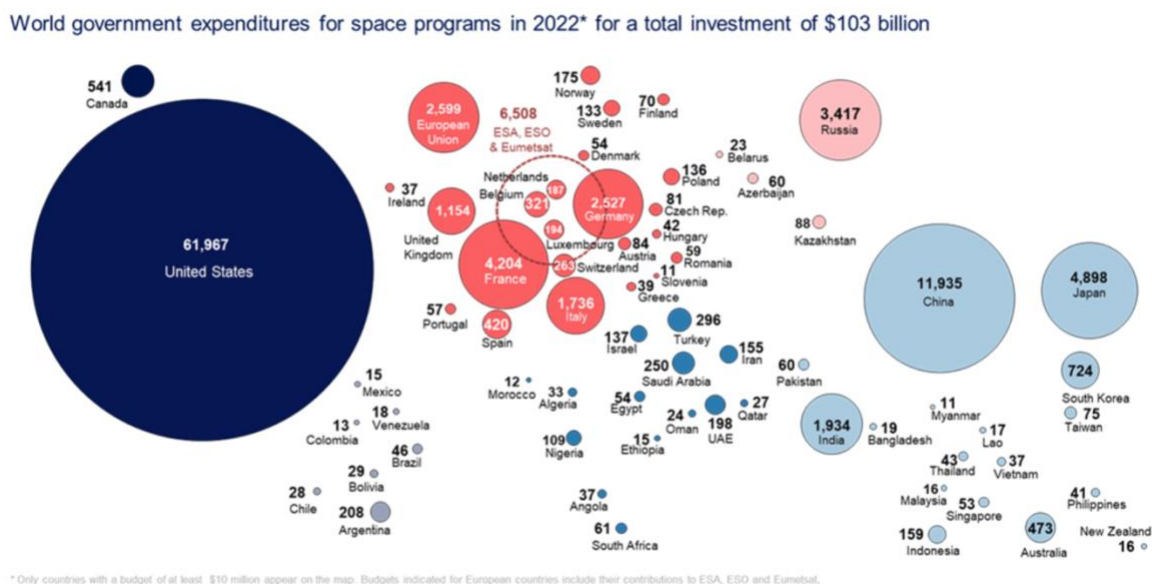 World government expenditures for space programs in 2022* for a total investment of $103 billion
541
Canada
61,967
United States
2,599
European
Union
6,508
ESA, ESO
& Eumetsat
175
Norway
133
Sweden
70
Finland
54
Denmark
3,417
Russia
23
Belarus
60
Azerbaijan
88
Kazakhstan
37
Ireland
1,154
United
Kingdom
Netherlands
187
Belgium
321
2,527
Germany
136
Poland
81
Czech Rep.
42
Hungary
194
Luxembourg
84
Austria
59
Romania
4,204
France
263
Switzerland
11
Slovenia
39
Greece
1,736
Italy
57
Portugal
420
Spain
137
Israel
296
Turkey
250
Saudi Arabia
155
Iran
60
Pakistan
11,935
China
4,898
Japan
724
South Korea
75
Taiwan
15
Mexico
18
Venezuela
13
Colombia
46
Brazil
29
Bolivia
28
Chile
208
Argentina
12
Morocco
33
Algeria
54
Egypt
24
Oman
198
UAE
27
Qatar
109
Nigeria
15
Ethiopia
37
Angola
61
South Africa
1,934
India
19
Bangladesh
11
Myanmar
17
Lao
43
Thailand
37
Vietnam
16
Malaysia
53
Singapore
41
Philippines
159
Indonesia
473
Australia
New Zealand
16
* Only countries with a budget of at least $10 million appear on the map. Budgets indicated for European countries include their contributions to ESA, ESO and Eumetsat.